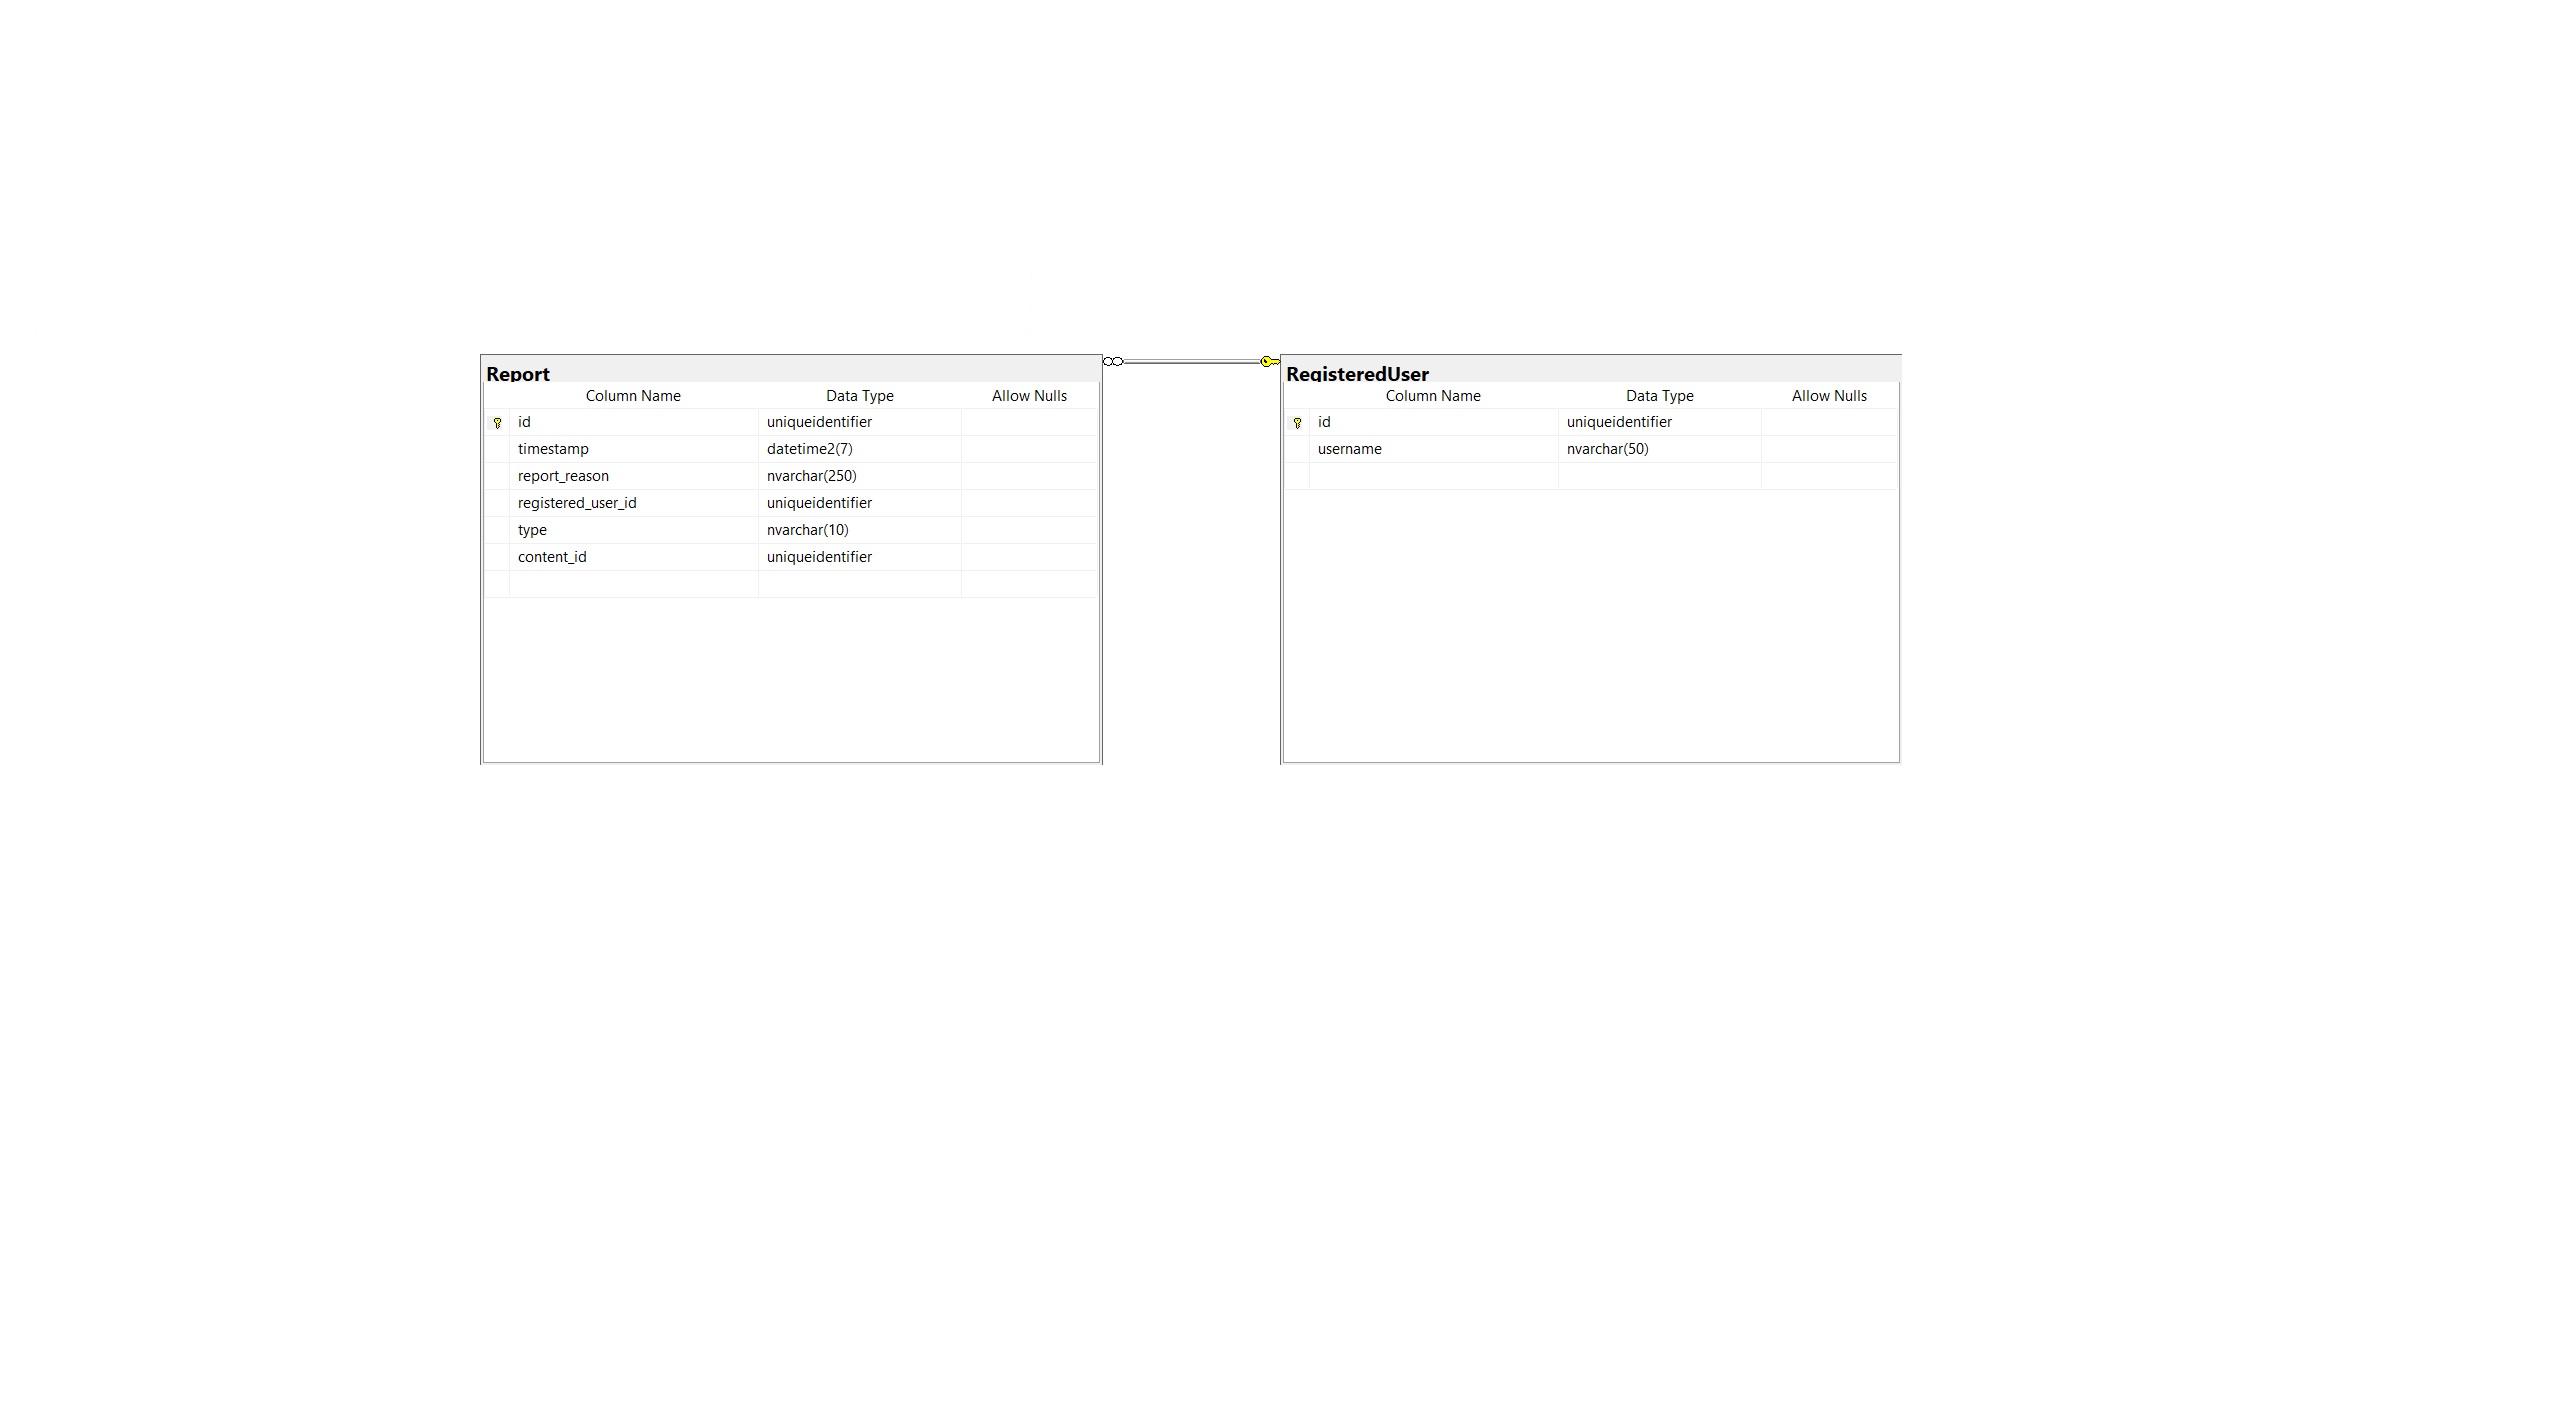 Report
Column Name Data Type Allow Nulls
id uniqueidentifier
timestamp datetime2(7)
report_reason nvarchar(250)
registered_user_id uniqueidentifier
type nvarchar(10)
content_id uniqueidentifier
RegisteredUser
Column Name Data Type Allow Nulls
id uniqueidentifier
username nvarchar(50)